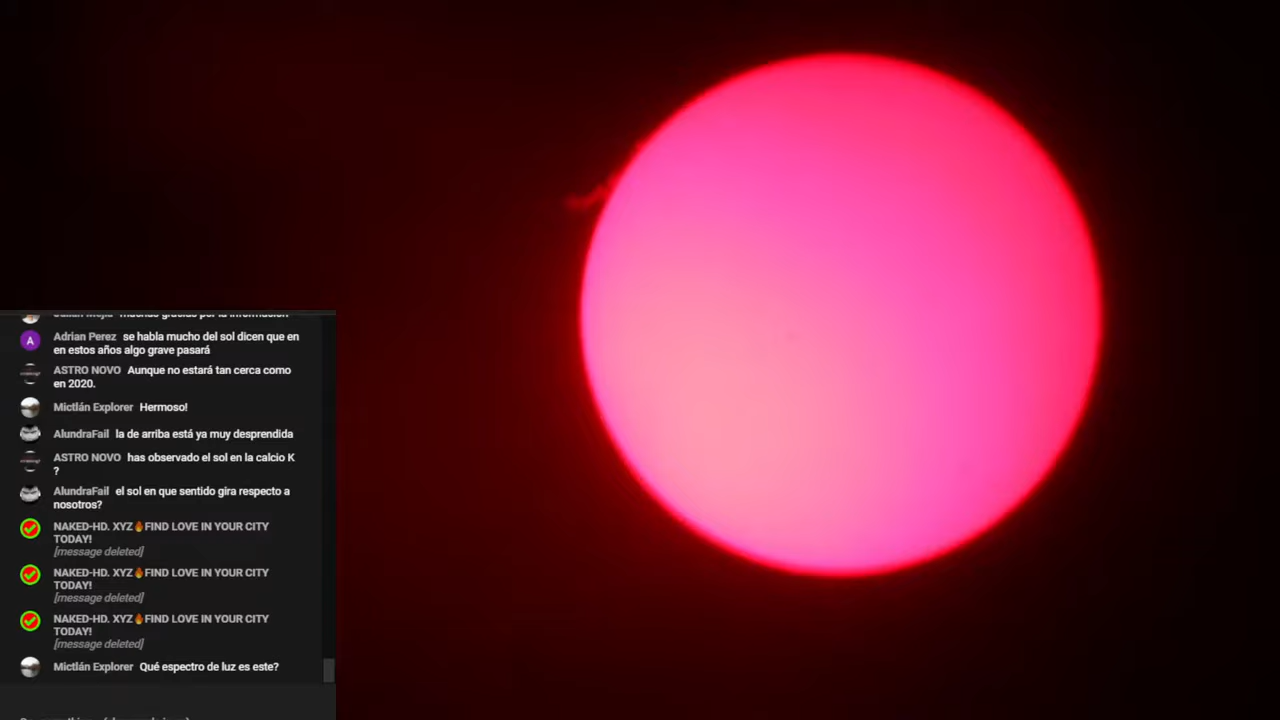 Adrian Perez se habla mucho del sol dicen que en
en estos años algo grave pasará
ASTRO NOVO Aunque no estará tan cerca como
en 2020.
Mictlán Explorer Hermoso!
AlundraFail la de arriba está ya muy desprendida
ASTRO NOVO has observado el sol en la calcio K
?
AlundraFail el sol en que sentido gira respecto a
nosotros?
NAKED-HD. XYZ🔥FIND LOVE IN YOUR CITY
TODAY!
[message deleted]
NAKED-HD. XYZ🔥FIND LOVE IN YOUR CITY
TODAY!
[message deleted]
NAKED-HD. XYZ🔥FIND LOVE IN YOUR CITY
TODAY!
[message deleted]
Mictlán Explorer Qué espectro de luz es este?